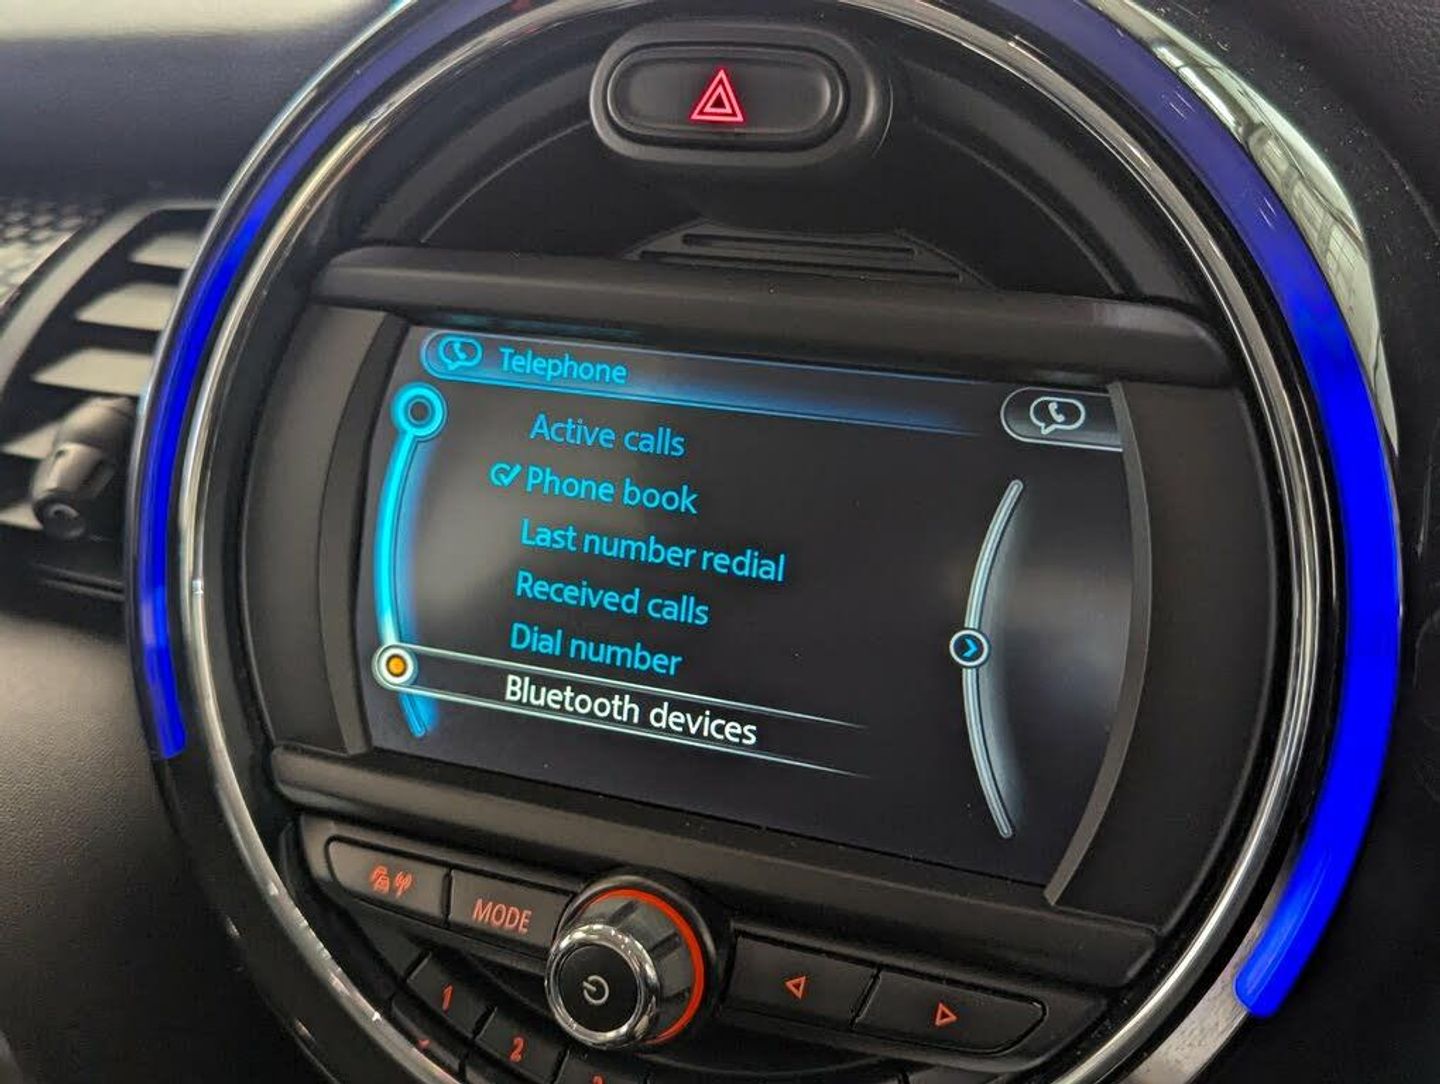 Telephone
Active calls
Phone book
Last number redial
Received calls
Dial number
Bluetooth devices
MODE
1
2